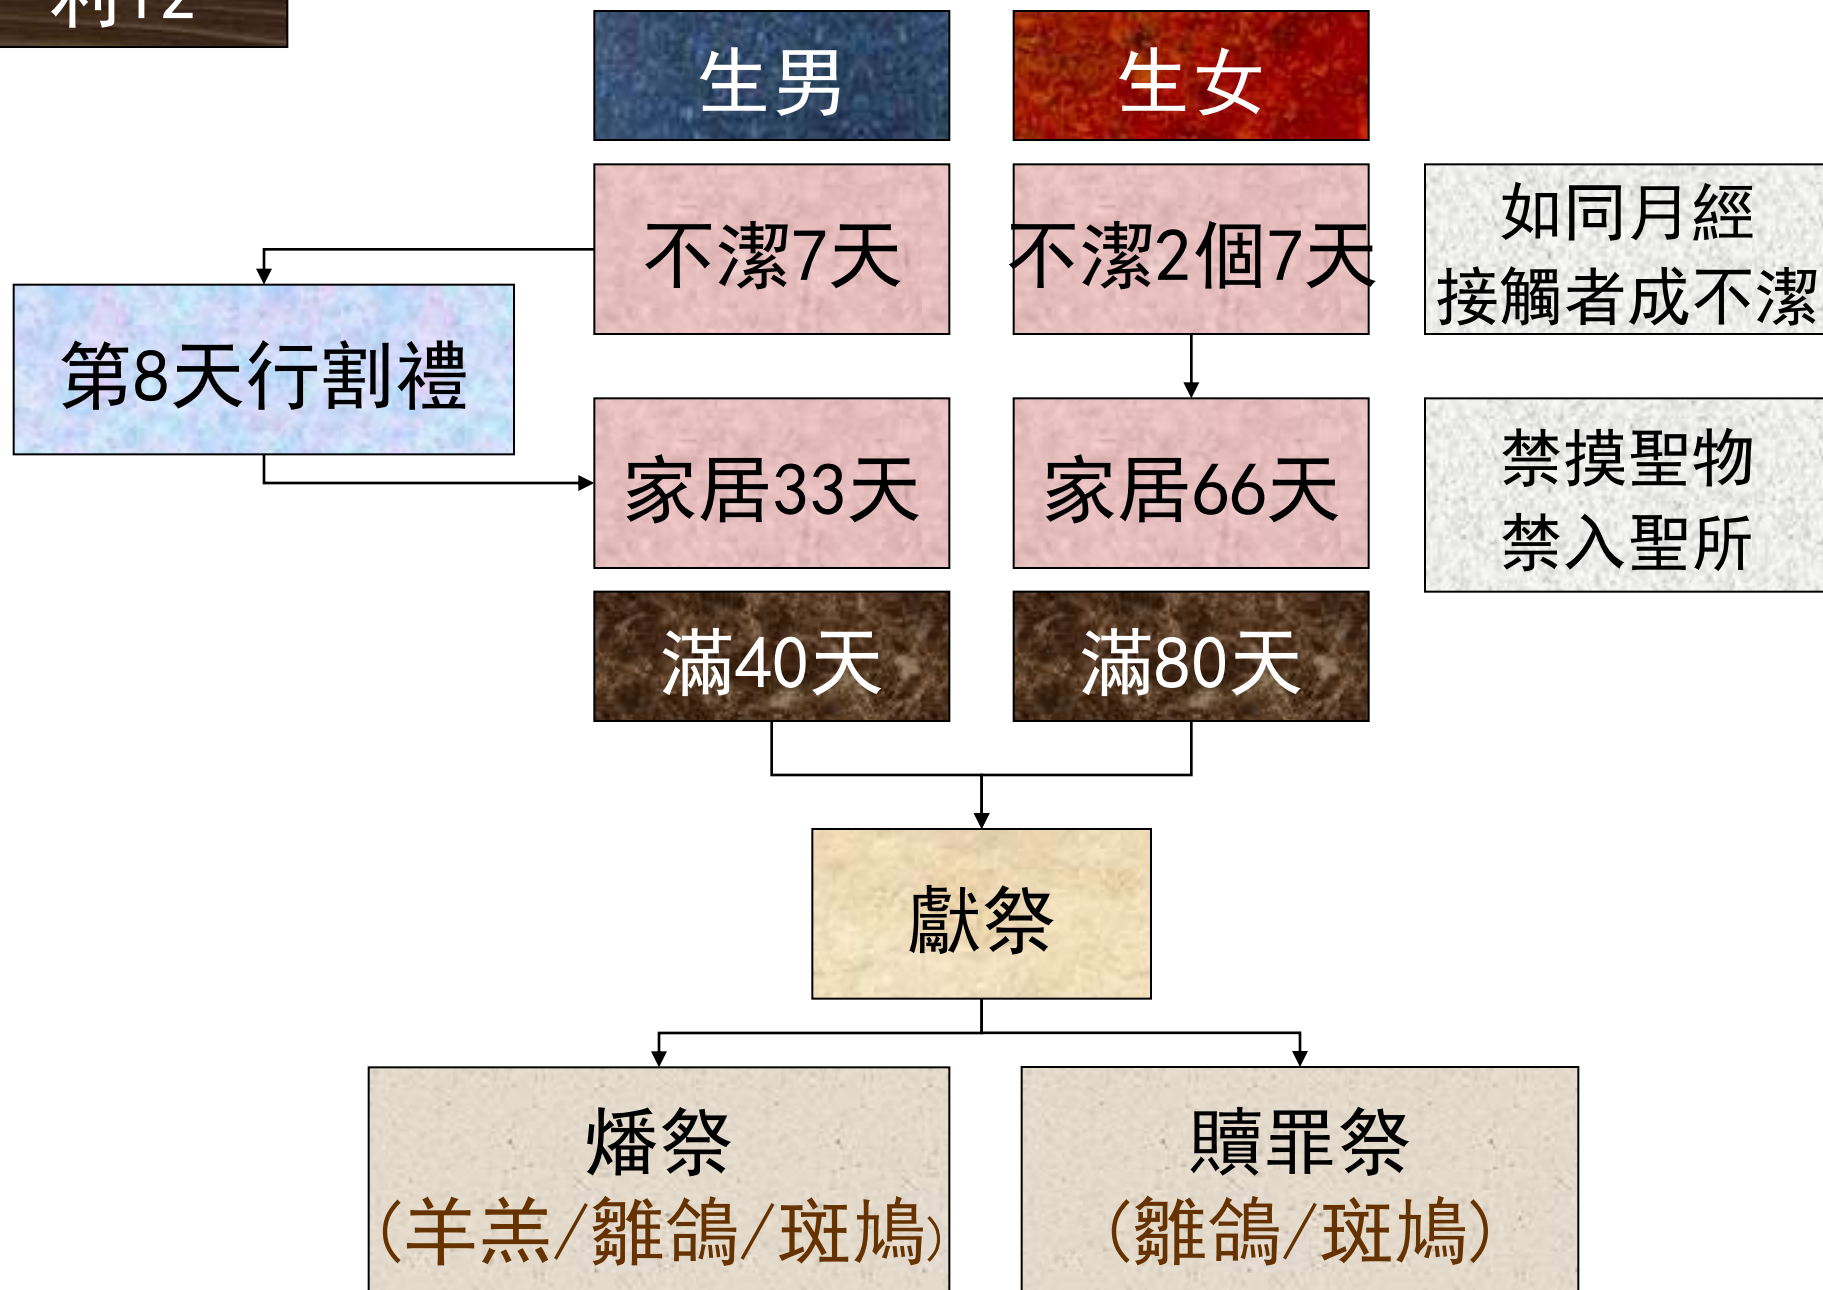 利12
生男
生女
不潔7天
不潔2個7天
如同月經
接觸者成不潔
第8天行割禮
家居33天
家居66天
禁摸聖物
禁入聖所
滿40天
滿80天
獻祭
燔祭
(羊羔/雛鴿/斑鳩)
贖罪祭
(雛鴿/斑鳩)